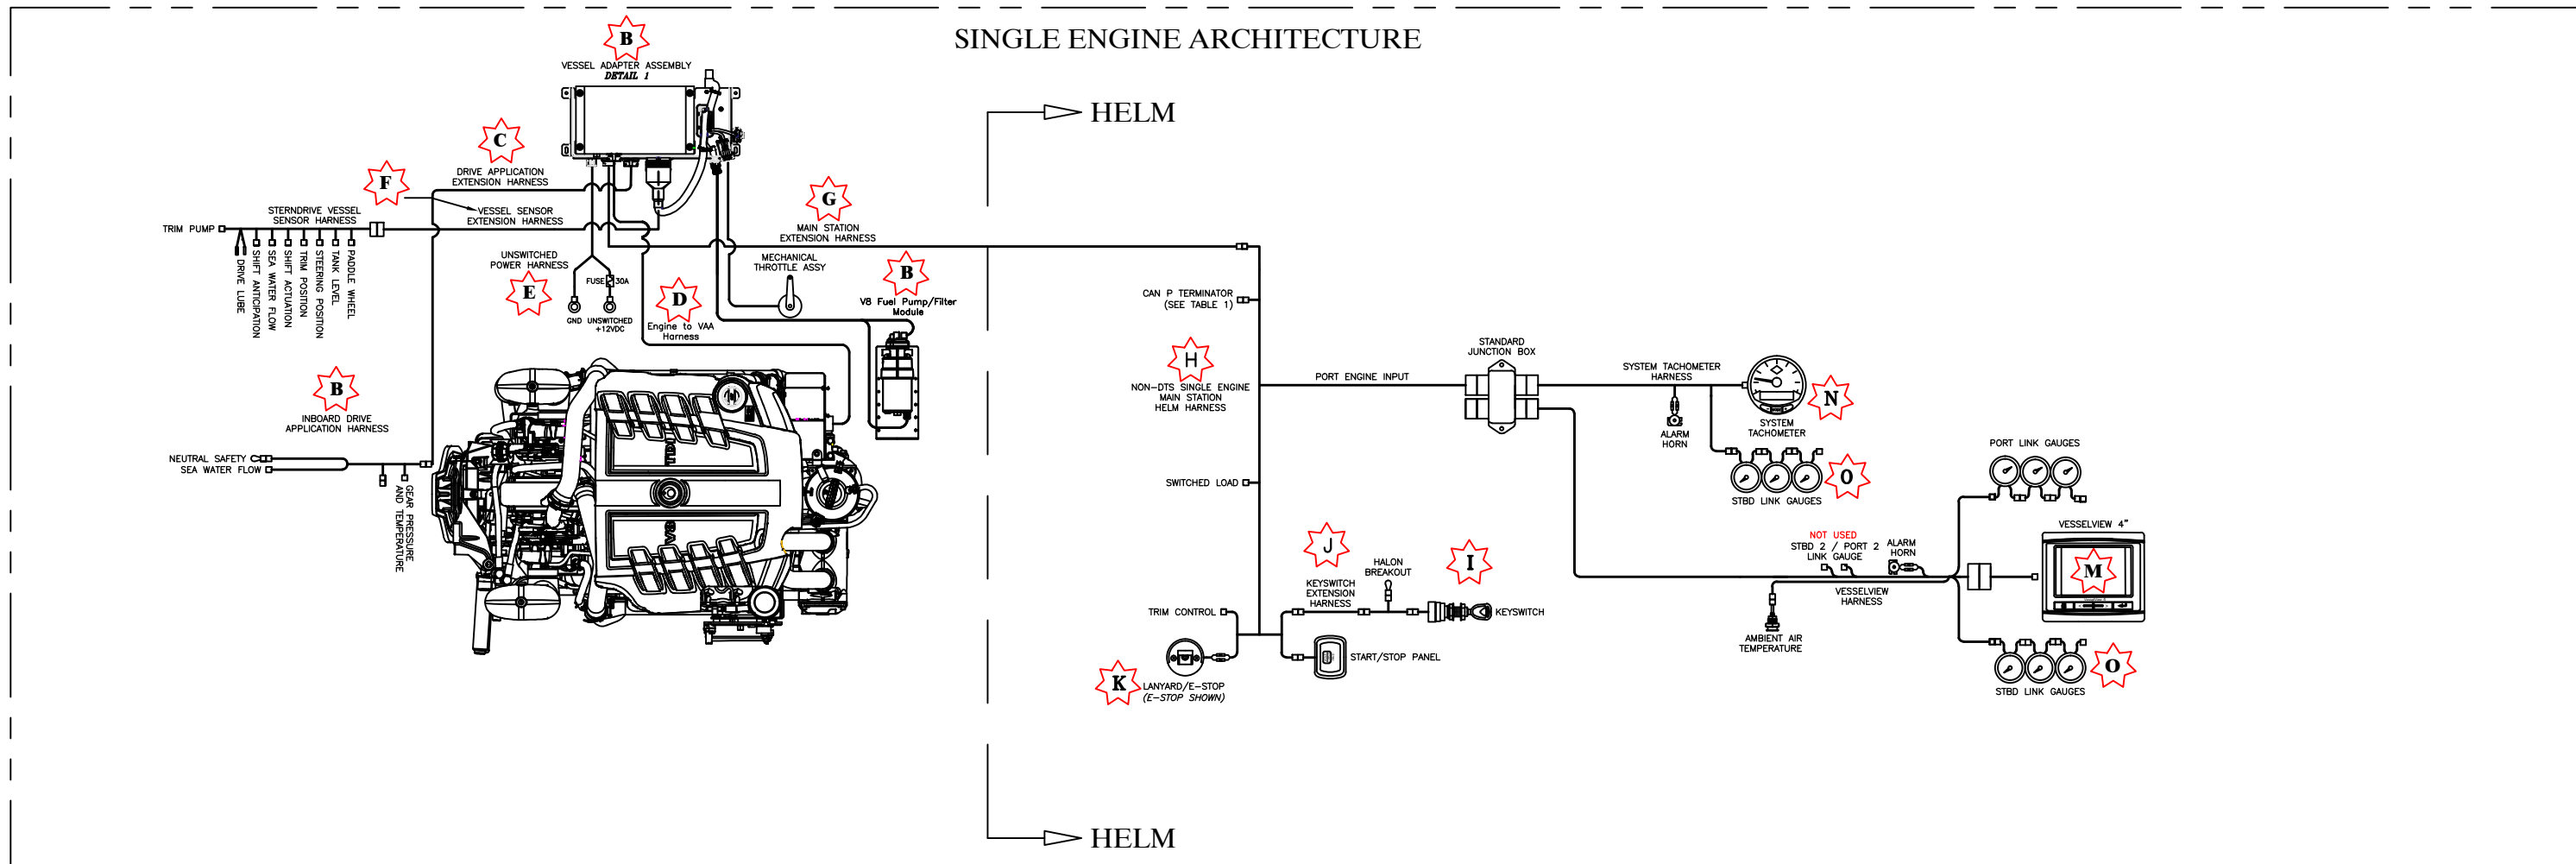 SINGLE ENGINE ARCHITECTURE
B
VESSEL ADAPTER ASSEMBLY
DETAIL 1
HELM
C
DRIVE APPLICATION
EXTENSION HARNESS
F
VESSEL SENSOR
EXTENSION HARNESS
STERNDRIVE VESSEL
SENSOR HARNESS
TRIM PUMP
DRIVE LUBE
SHIFT ANTICIPATION
SEA WATER FLOW
SHIFT ACTUATION
TRIM POSITION
STEERING POSITION
TANK LEVEL
PADDLE WHEEL
G
MAIN STATION
EXTENSION HARNESS
UNSWITCHED
POWER HARNESS
E
FUSE
30A
GND
UNSWITCHED
+12VDC
D
Engine to VAA
Harness
MECHANICAL
THROTTLE ASSY
B
V8 Fuel Pump/Filter
Module
B
INBOARD DRIVE
APPLICATION HARNESS
NEUTRAL SAFETY
SEA WATER FLOW
GEAR PRESSURE
AND TEMPERATURE
TDI
V8
CAN P TERMINATOR
(SEE TABLE 1)
H
NON-DTS SINGLE ENGINE
MAIN STATION
HELM HARNESS
PORT ENGINE INPUT
STANDARD
JUNCTION BOX
SYSTEM TACHOMETER
HARNESS
ALARM
HORN
N
SYSTEM
TACHOMETER
O
STBD LINK GAUGES
SWITCHED LOAD
J
KEYSWITCH
EXTENSION
HARNESS
HALON
BREAKOUT
I
KEYSWITCH
TRIM CONTROL
START/STOP PANEL
K
LANYARD/E-STOP
(E-STOP SHOWN)
PORT LINK GAUGES
NOT USED
STBD 2 / PORT 2
LINK GAUGE
ALARM
HORN
VESSELVIEW 4"
M
VESSELVIEW
HARNESS
AMBIENT AIR
TEMPERATURE
O
STBD LINK GAUGES
HELM